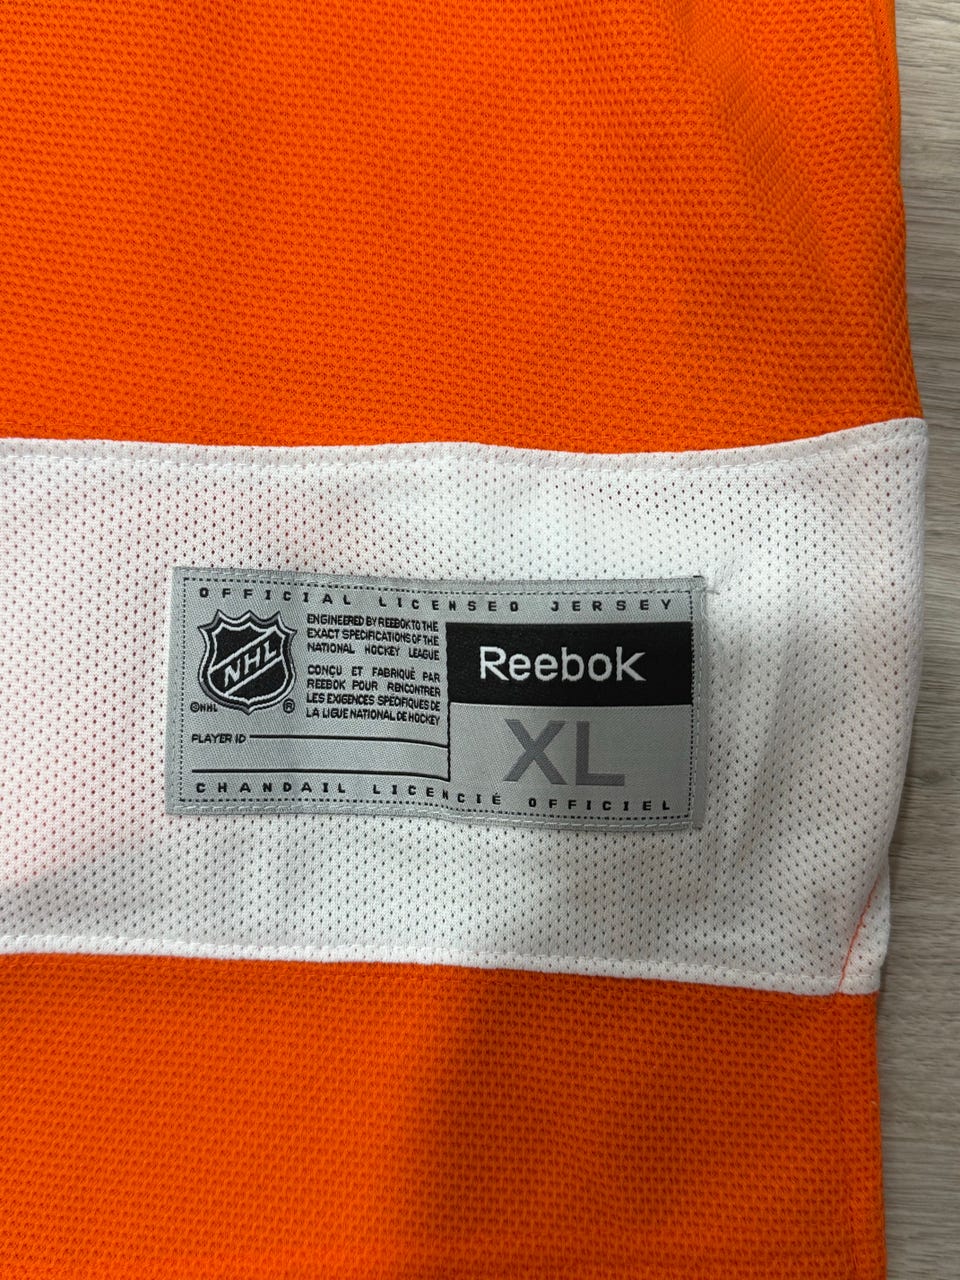 OFFICIAL LICENSED JERSEY
NHL
©NHL
®
ENGINEERED BY REEBOK TO THE
EXACT SPECIFICATIONS OF THE
NATIONAL HOCKEY LEAGUE
CONÇU ET FABRIQUÉ PAR
REEBOK POUR RENCONTRER
LES EXIGENCES SPÉCIFIQUES DE
LA LIGUE NATIONAL DE HOCKEY
Reebok
XL
PLAYER ID
CHANDAIL LICENCIÉ OFFICIEL